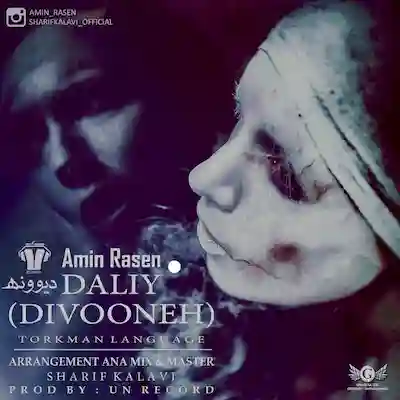 AMIN_RASEN
SHARIFKALAVI_OFFICIAL
Amin Rasen
دیوونه DALIY
(DIVOONEH)
TORKMAN LANGUAGE
ARRANGEMENT ANA MIX & MASTER
SHARIF KALAVI
PROD BY : UN RECORD
G